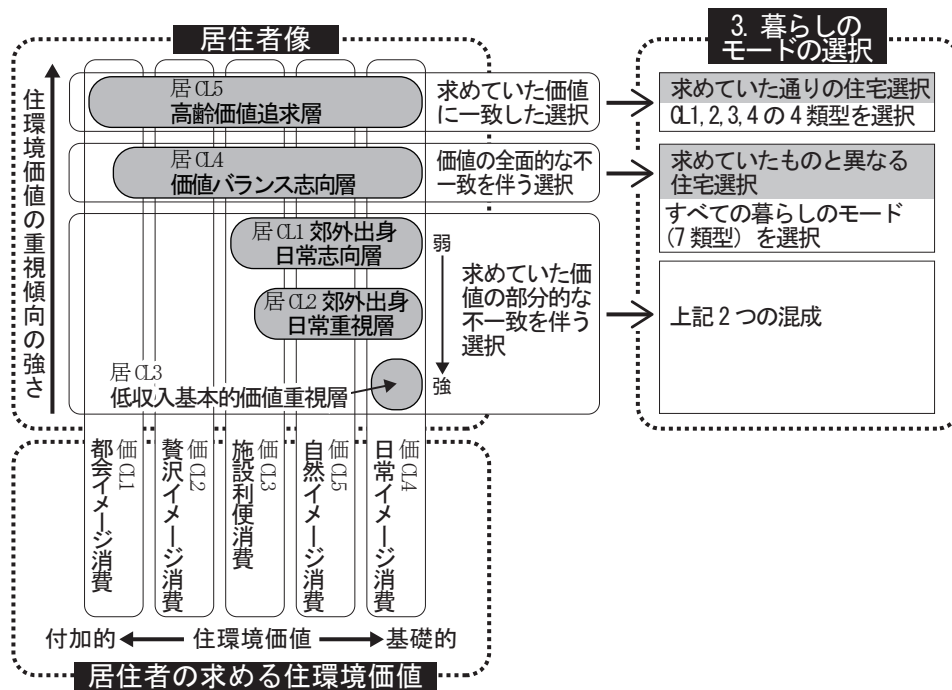 居住者像
3. 暮らしの
モードの選択
住環境価値の重視傾向の強さ
居CL5
高齢価値追求層
求めていた価値
に一致した選択
求めていた通りの住宅選択
CL1, 2, 3, 4 の 4 類型を選択
居CL4
価値バランス志向層
価値の全面的な不
一致を伴う選択
求めていたものと異なる
住宅選択
すべての暮らしのモード
(7 類型）を選択
居CL1 郊外出身
日常志向層
居CL2 郊外出身
日常重視層
居CL3
低収入基本的価値重視層
弱
強
求めていた価
値の部分的な
不一致を伴う
選択
上記 2 つの混成
価CL1
都会イメージ消費
価CL2
贅沢イメージ消費
価CL3
施設利便消費
価CL5
自然イメージ消費
価CL4
日常イメージ消費
付加的 住環境価値 基礎的
居住者の求める住環境価値